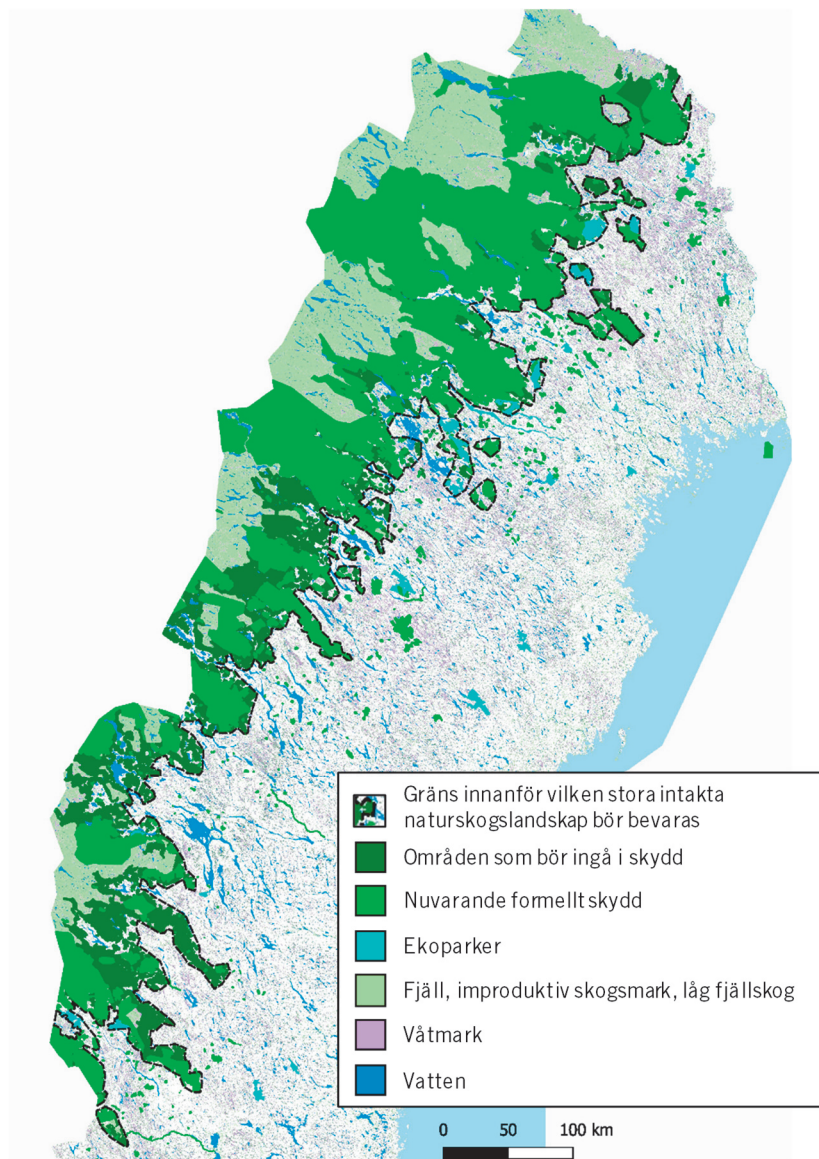 Gräns innanför vilken stora intakta
naturskogslandskap bör bevaras
Områden som bör ingå i skydd
Nuvarande formellt skydd
Ekoparker
Fjäll, improduktiv skogsmark, låg fjällskog
Våtmark
Vatten
0 50 100 km